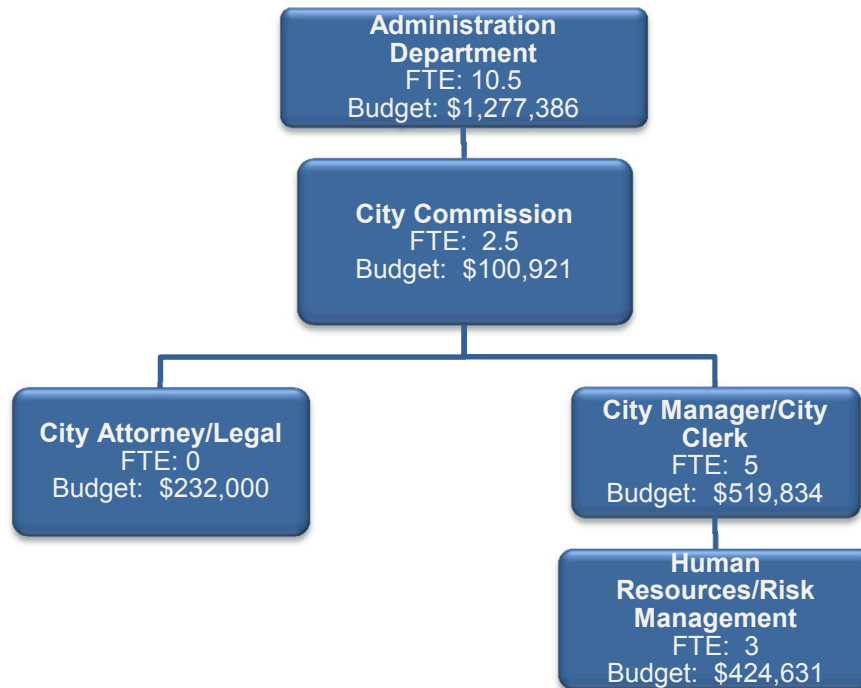 Administration
Department
FTE: 10.5
Budget: $1,277,386
City Commission
FTE: 2.5
Budget: $100,921
City Attorney/Legal
FTE: 0
Budget: $232,000
City Manager/City
Clerk
FTE: 5
Budget: $519,834
Human
Resources/Risk
Management
FTE: 3
Budget: $424,631